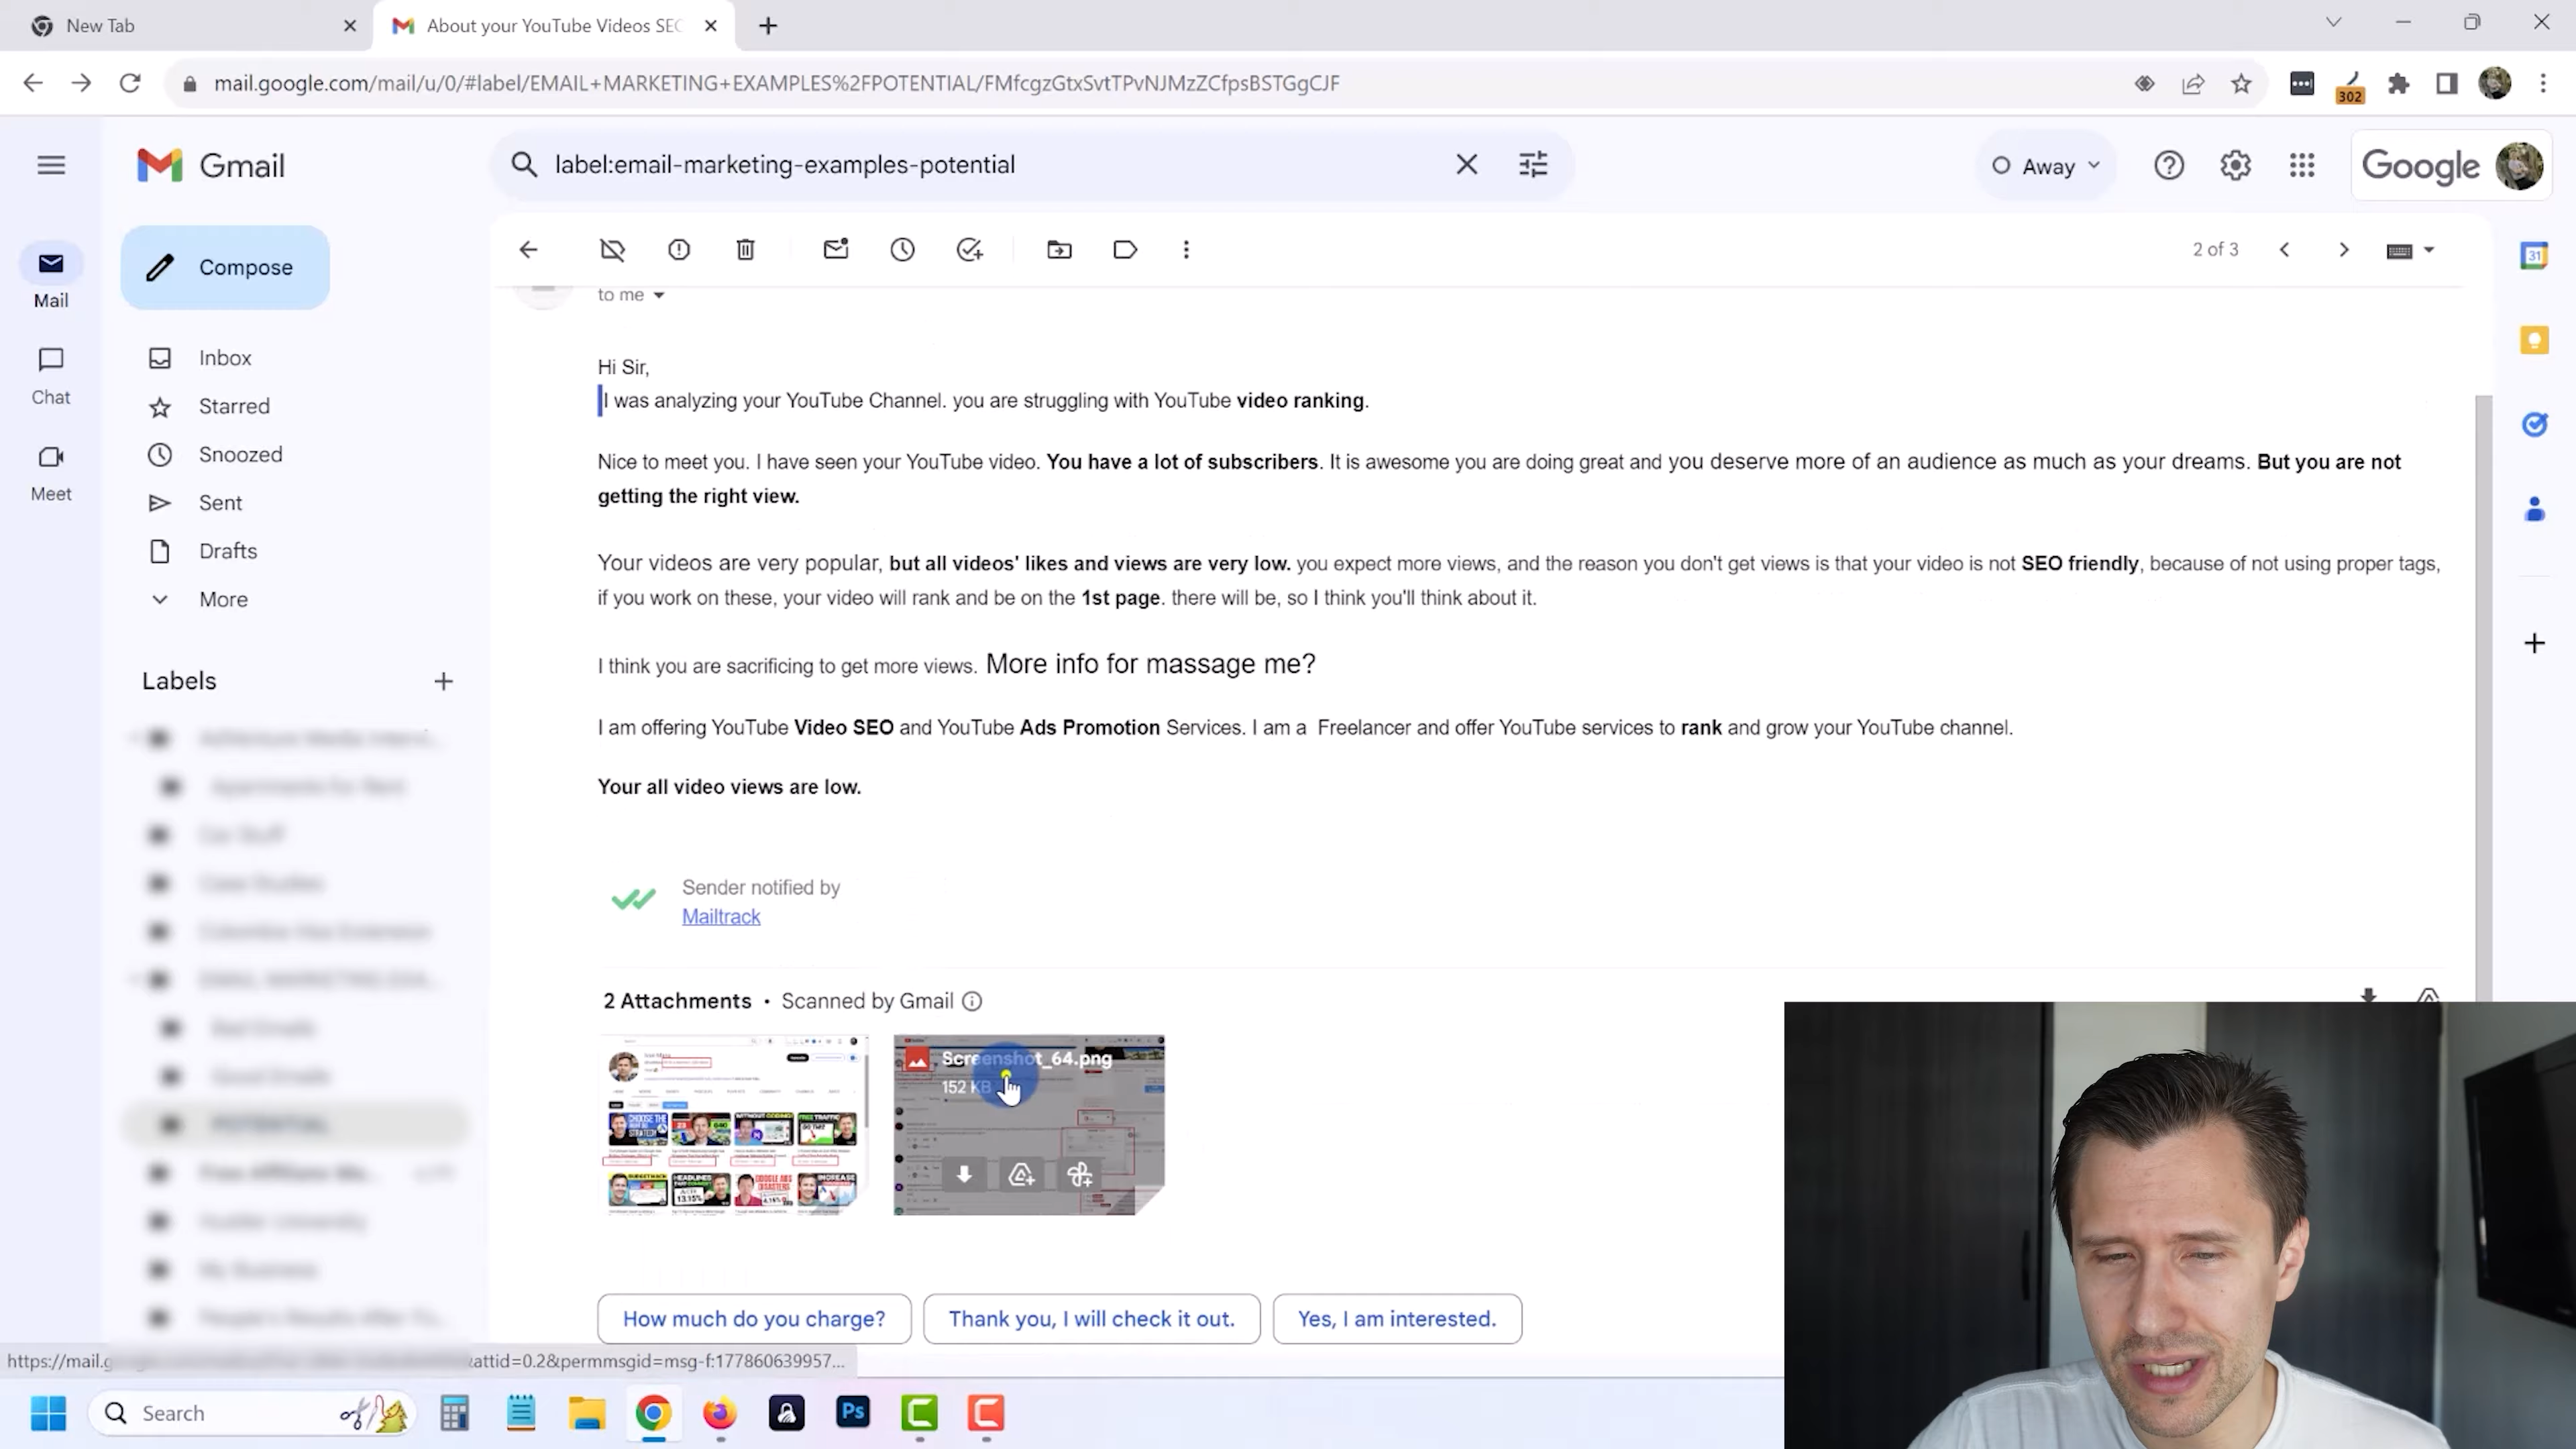 New Tab
About your YouTube Videos SEO
mail.google.com/mail/u/0/#label/EMAIL+MARKETING+EXAMPLES%2FPOTENTIAL/FMfcgzGtxSvtTPvNJMzZCfpsBSTGgCJF
302
Gmail
label:email-marketing-examples-potential
Away
Google
Compose
2 of 3
31
Mail
Chat
Meet
Inbox
Starred
Snoozed
Sent
Drafts
More
Labels
POTENTIAL
to me
Hi Sir,
I was analyzing your YouTube Channel. you are struggling with YouTube video ranking.
Nice to meet you. I have seen your YouTube video. You have a lot of subscribers. It is awesome you are doing great and you deserve more of an audience as much as your dreams. But you are not
getting the right view.
Your videos are very popular, but all videos' likes and views are very low. you expect more views, and the reason you don't get views is that your video is not SEO friendly, because of not using proper tags,
if you work on these, your video will rank and be on the 1st page. there will be, so I think you'll think about it.
I think you are sacrificing to get more views. More info for massage me?
I am offering YouTube Video SEO and YouTube Ads Promotion Services. I am a Freelancer and offer YouTube services to rank and grow your YouTube channel.
Your all video views are low.
Sender notified by
Mailtrack
2 Attachments • Scanned by Gmail
Screenshot_64.png
152 KB
How much do you charge?
Thank you, I will check it out.
Yes, I am interested.
https://mail.g
&attid=0.2&permmsgid=msg-f:177860639957...
Search
Ps